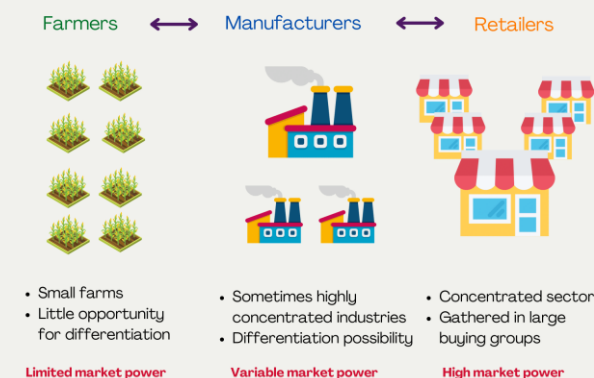 Farmers
Manufacturers
Retailers
• Small farms
• Little opportunity
for differentiation
Limited market power
• Sometimes highly
concentrated industries
• Differentiation possibility
Variable market power
• Concentrated sector
• Gathered in large
buying groups
High market power